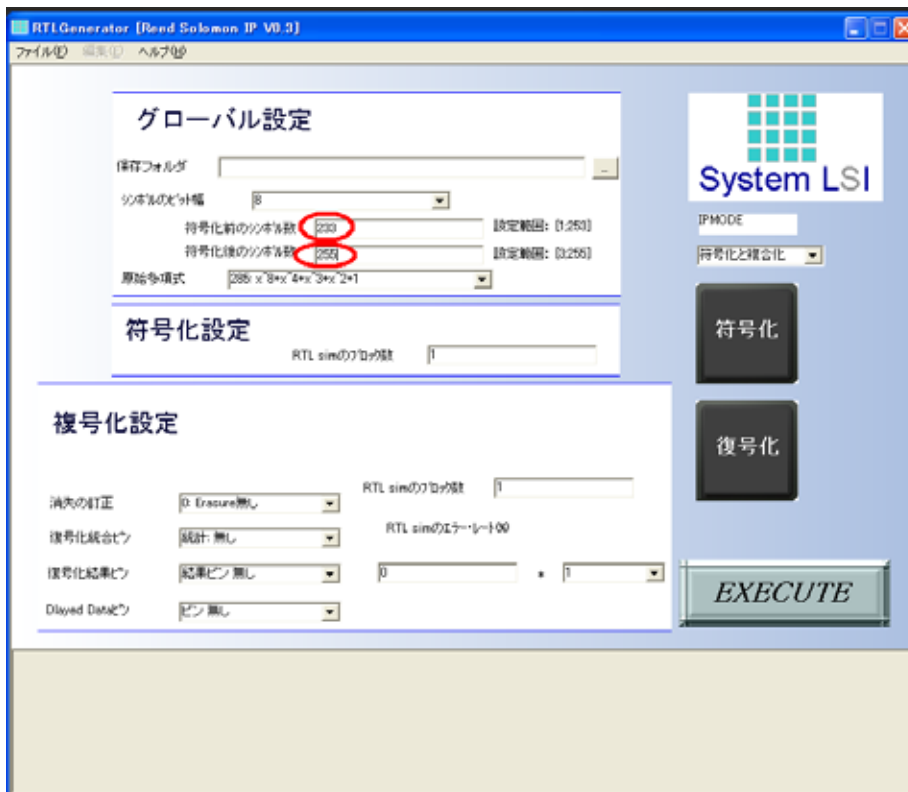 RTLGenerator [Reed Solomon IP V0.3]
ファイル(F) 編集(E) ヘルプ(H)
グローバル設定
保存フォルダ
...
シンボルのビット幅 8
符号化前のシンボル数 233 設定範囲: [1:253]
符号化後のシンボル数 255 設定範囲: [3:255]
原始多項式 285: x^8+x^4+x^3+x^2+1
System LSI
IPMODE
符号化と複合化
符号化
復号化
EXECUTE
符号化設定
RTL simのブロック数 1
複号化設定
RTL simのブロック数 1
消失の訂正 0: Erasure無し
RTL simのエラー・レート(%)
復号化統合ピン 統計: 無し
復号化結果ピン 結果ピン 無し
0 * 1
Dlayed Dataピン ピン 無し